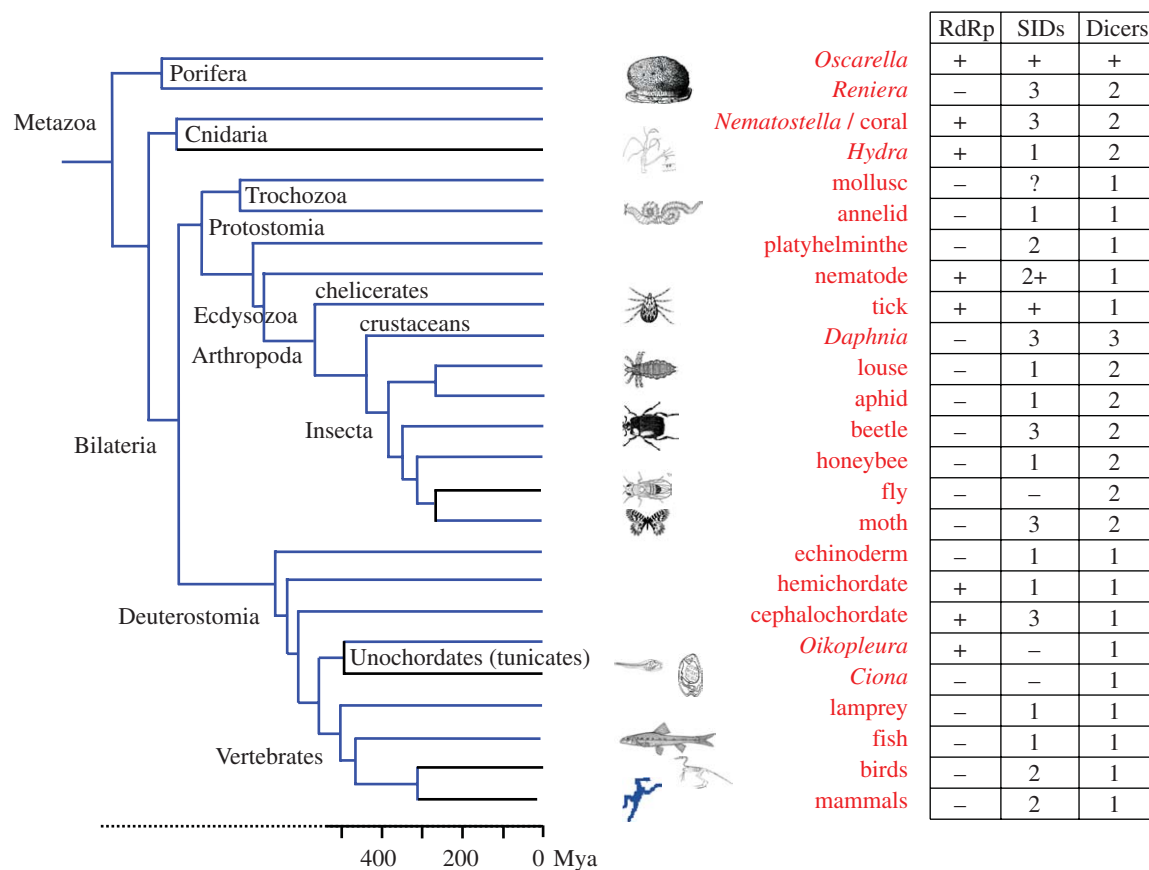 RdRp SIDs Dicers
Oscarella + + +
Porifera
Reniera – 3 2
Metazoa
Nematostella / coral + 3 2
Cnidaria
Hydra + 1 2
mollusc – ? 1
Trochozoa
annelid – 1 1
Protostomia
platyhelminthe – 2 1
nematode + 2+ 1
chelicerates
tick + + 1
Ecdysozoa
crustaceans
Daphnia – 3 3
Arthropoda
louse – 1 2
aphid – 1 2
Insecta
beetle – 3 2
Bilateria
honeybee – 1 2
fly – – 2
moth – 3 2
echinoderm – 1 1
hemichordate + 1 1
Deuterostomia
cephalochordate + 3 1
Oikopleura + – 1
Unochordates (tunicates)
Ciona – – 1
lamprey – 1 1
fish – 1 1
Vertebrates
birds – 2 1
mammals – 2 1
400 200 0 Mya